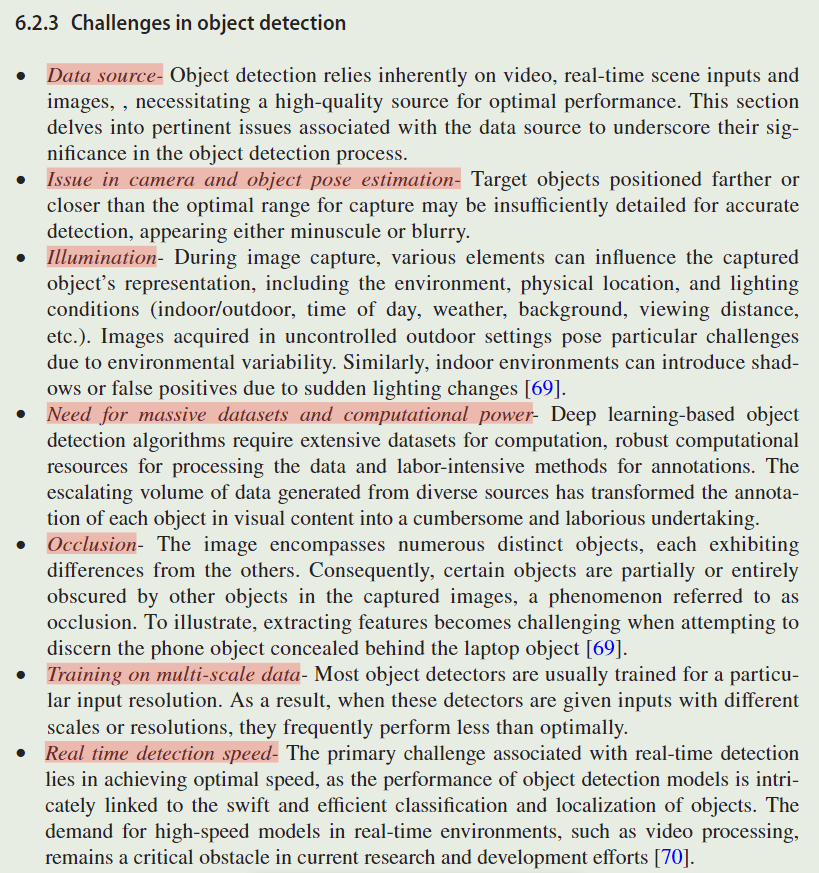 6.2.3 Challenges in object detection
● Data source- Object detection relies inherently on video, real-time scene inputs and
images, , necessitating a high-quality source for optimal performance. This section
delves into pertinent issues associated with the data source to underscore their sig-
nificance in the object detection process.
● Issue in camera and object pose estimation- Target objects positioned farther or
closer than the optimal range for capture may be insufficiently detailed for accurate
detection, appearing either minuscule or blurry.
● Illumination- During image capture, various elements can influence the captured
object’s representation, including the environment, physical location, and lighting
conditions (indoor/outdoor, time of day, weather, background, viewing distance,
etc.). Images acquired in uncontrolled outdoor settings pose particular challenges
due to environmental variability. Similarly, indoor environments can introduce shad-
ows or false positives due to sudden lighting changes [69].
● Need for massive datasets and computational power- Deep learning-based object
detection algorithms require extensive datasets for computation, robust computational
resources for processing the data and labor-intensive methods for annotations. The
escalating volume of data generated from diverse sources has transformed the annota-
tion of each object in visual content into a cumbersome and laborious undertaking.
● Occlusion- The image encompasses numerous distinct objects, each exhibiting
differences from the others. Consequently, certain objects are partially or entirely
obscured by other objects in the captured images, a phenomenon referred to as
occlusion. To illustrate, extracting features becomes challenging when attempting to
discern the phone object concealed behind the laptop object [69].
● Training on multi-scale data- Most object detectors are usually trained for a particu-
lar input resolution. As a result, when these detectors are given inputs with different
scales or resolutions, they frequently perform less than optimally.
● Real time detection speed- The primary challenge associated with real-time detection
lies in achieving optimal speed, as the performance of object detection models is intri-
cately linked to the swift and efficient classification and localization of objects. The
demand for high-speed models in real-time environments, such as video processing,
remains a critical obstacle in current research and development efforts [70].